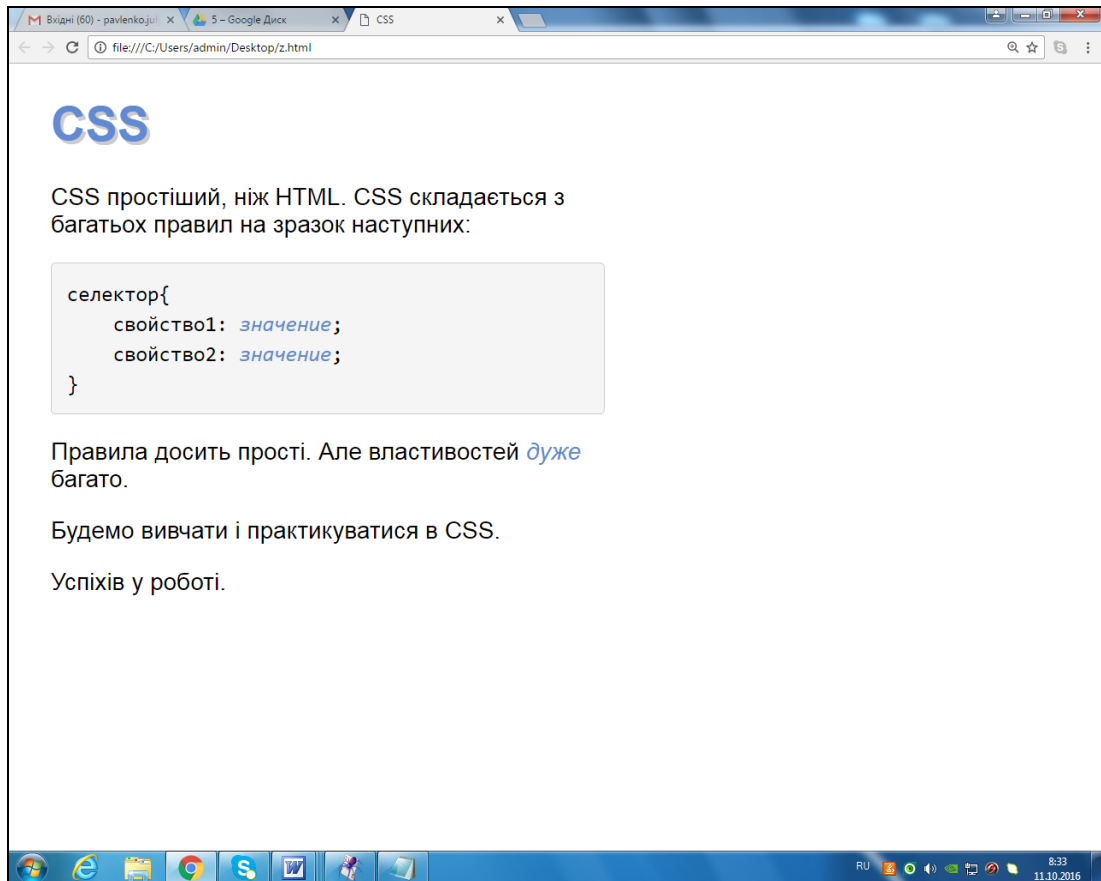 Вхідні (60) - pavlenko.jul
5 – Google Диск
CSS
file:///C:/Users/admin/Desktop/z.html
CSS
CSS простіший, ніж HTML. CSS складається з
багатьох правил на зразок наступних:
селектор{
свойство1: значение;
свойство2: значение;
}
Правила досить прості. Але властивостей дуже
багато.
Будемо вивчати і практикуватися в CSS.
Успіхів у роботі.
RU
8:33
11.10.2016